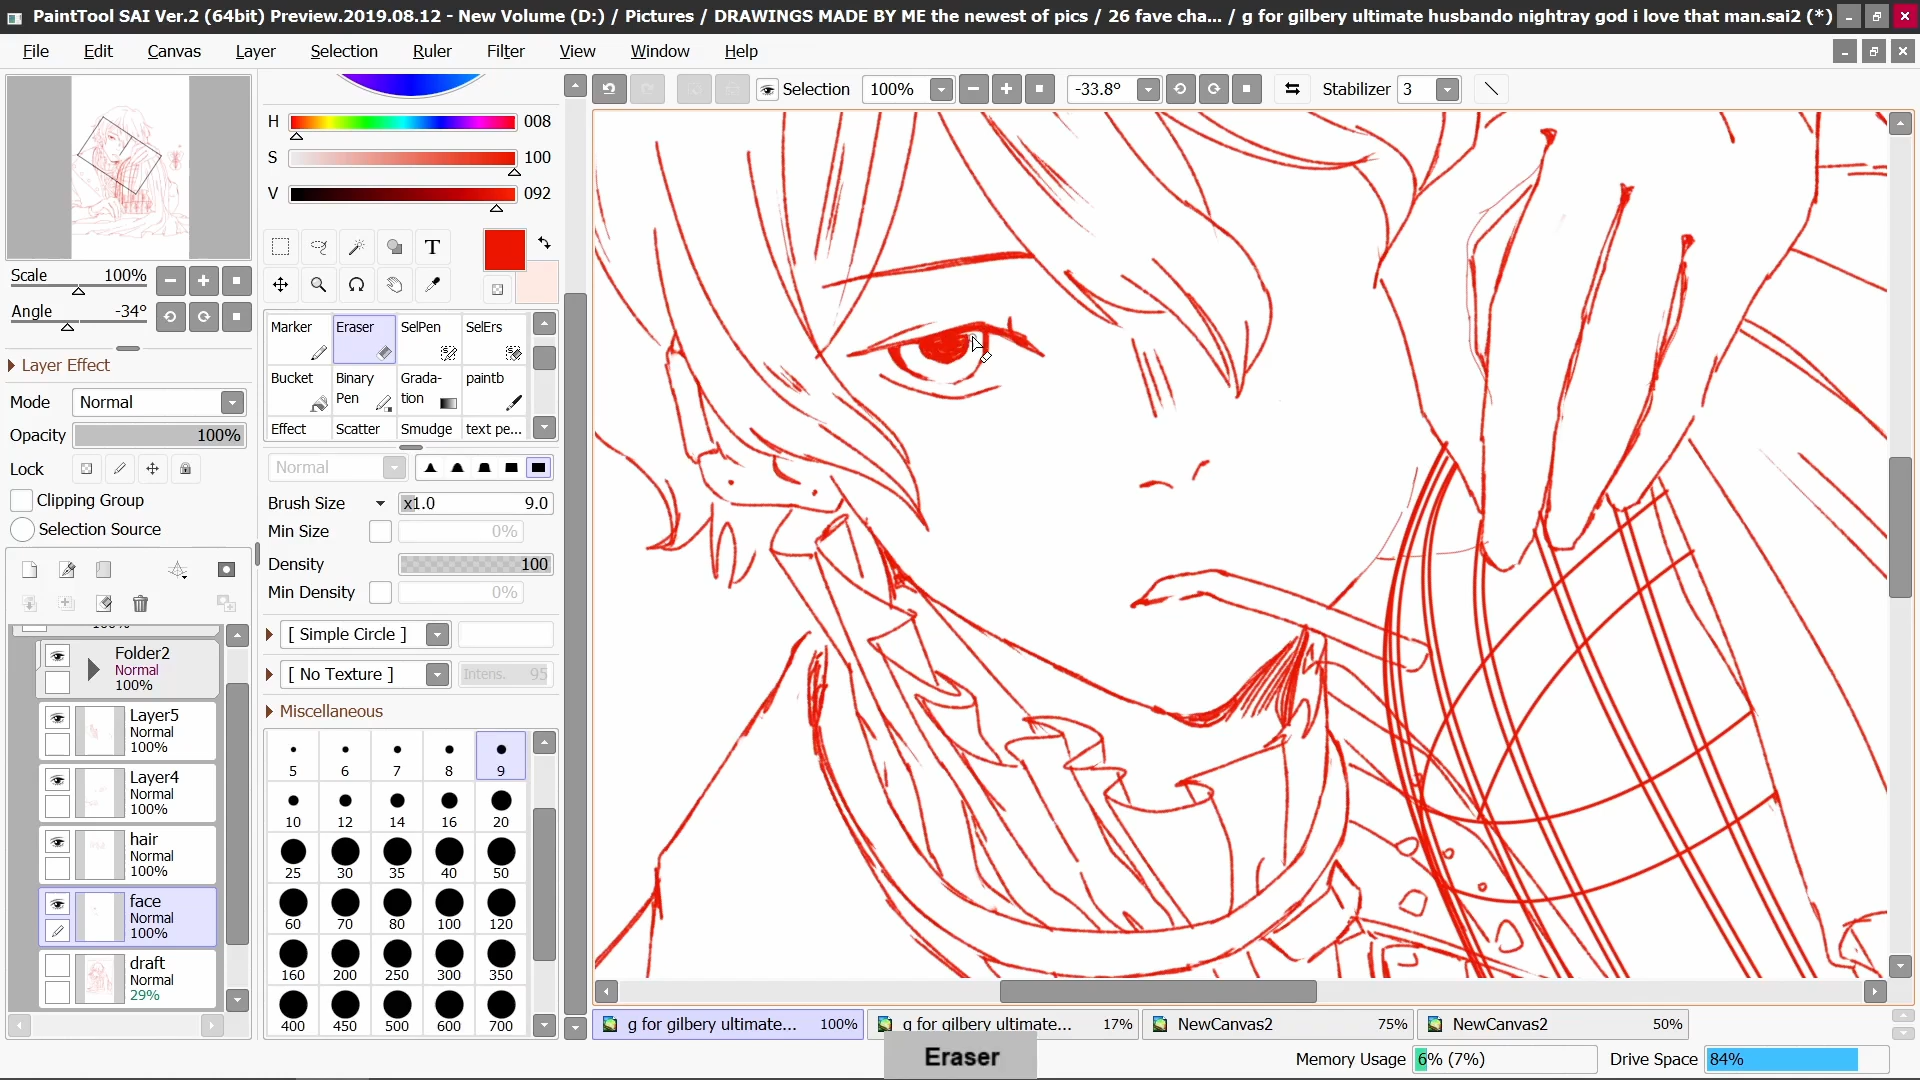 PaintTool SAI Ver.2 (64bit) Preview.2019.08.12 - New Volume (D:) / Pictures / DRAWINGS MADE BY ME the newest of pics / 26 fave cha... / g for gilbery ultimate husbando nightray god i love that man.sai2 (*)
File Edit Canvas Layer Selection Ruler Filter View Window Help
Selection 100% -33.8° Stabilizer 3
H 008
S 100
V 092
Scale 100%
Angle -34°
Layer Effect
Mode Normal
Opacity 100%
Lock
Clipping Group
Selection Source
T
Marker Eraser SelPen SelErs
Bucket Binary Pen Grada-tion paintb
Effect Scatter Smudge text pe...
Normal
Brush Size x1.0 9.0
Min Size 0%
Density 100
Min Density 0%
[ Simple Circle ]
[ No Texture ] Intens. 95
Miscellaneous
5 6 7 8 9
10 12 14 16 20
25 30 35 40 50
60 70 80 100 120
160 200 250 300 350
400 450 500 600 700
Folder2
Normal
100%
Layer5
Normal
100%
Layer4
Normal
100%
hair
Normal
100%
face
Normal
100%
draft
Normal
29%
g for gilbery ultimate... 100% g for gilbery ultimate... 17% NewCanvas2 75% NewCanvas2 50%
Eraser
Memory Usage 6% (7%) Drive Space 84%